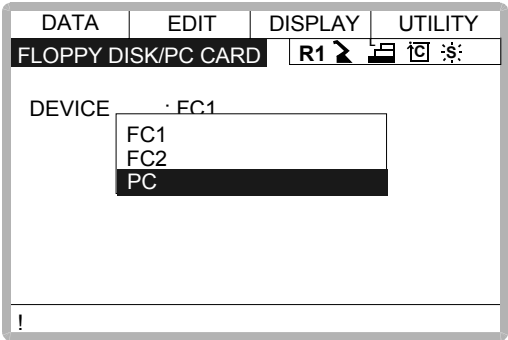 DATA EDIT DISPLAY UTILITY
FLOPPY DISK/PC CARD R1 C S
DEVICE : FC1
FC1
FC2
PC
!